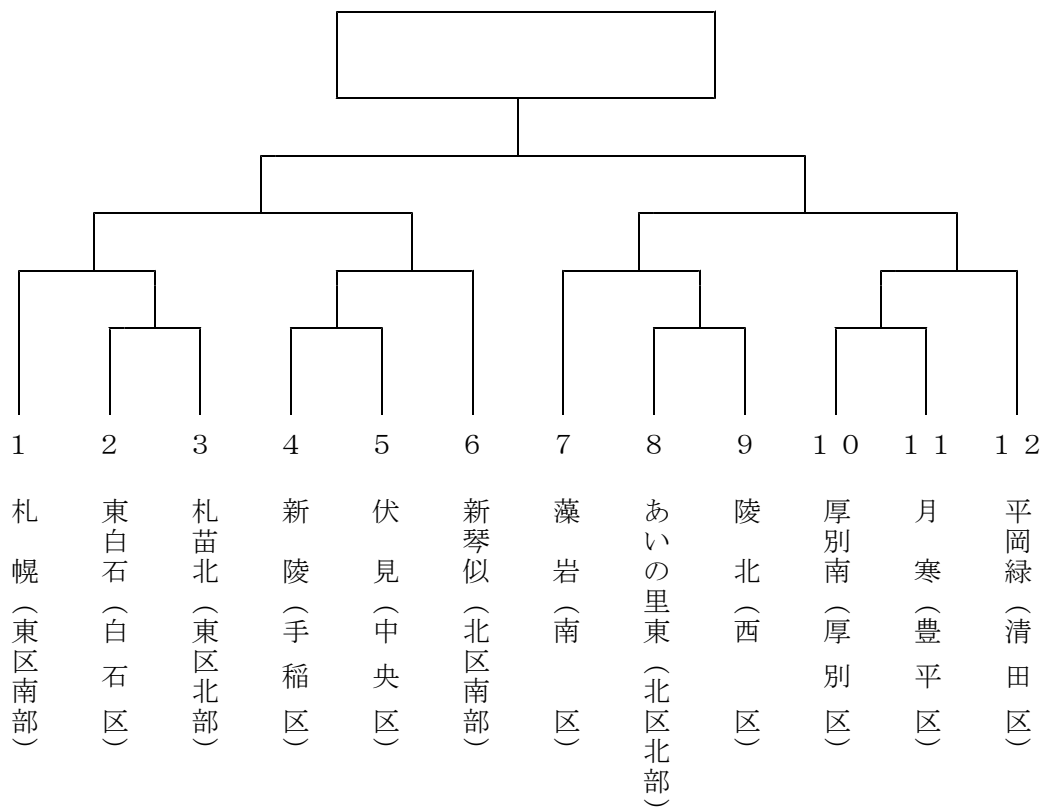 1 2 3 4 5 6 7 8 9 10 11 12
札幌(東区南部)
東白石(白石区)
札苗北(東区北部)
新陵(手稲区)
伏見(中央区)
新琴似(北区南部)
藻岩(南区)
あいの里東(北区北部)
陵北(西区)
厚別南(厚別区)
月寒(豊平区)
平岡緑(清田区)